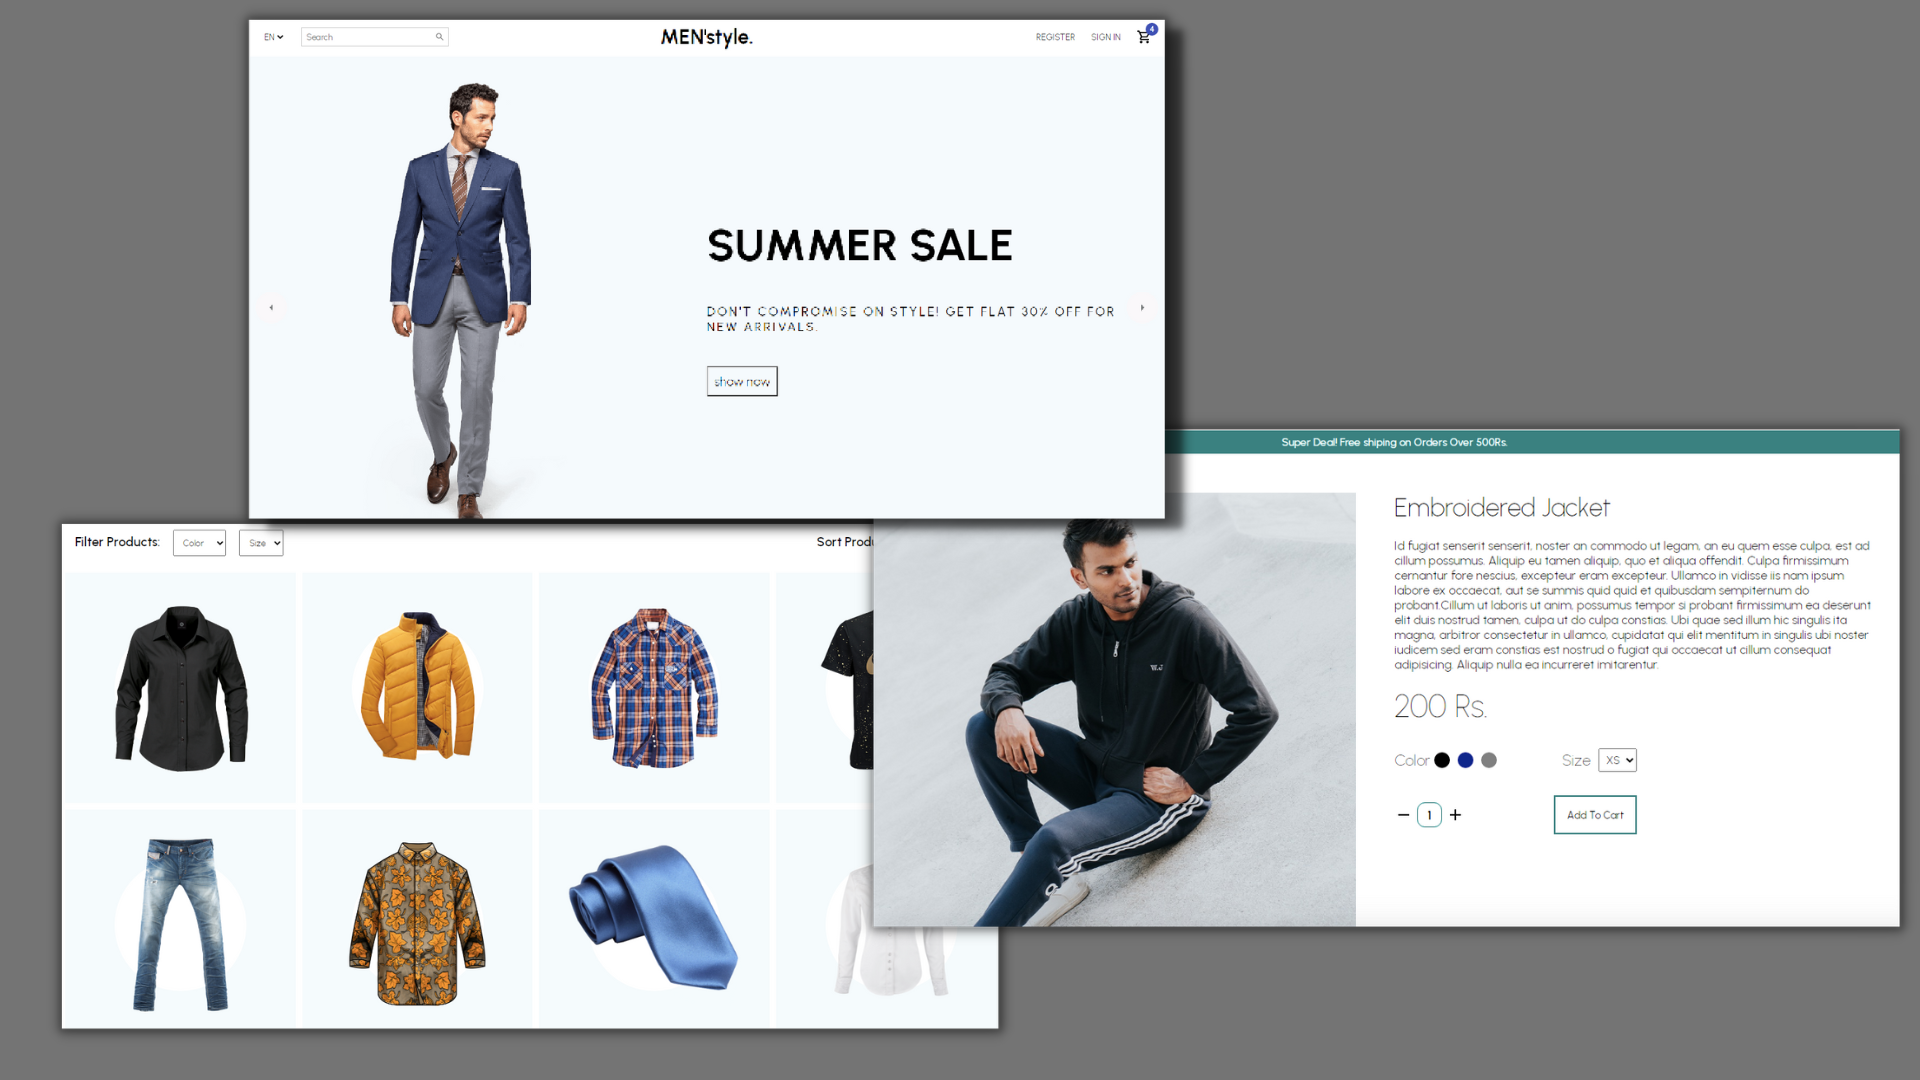 EN
Search
MEN'style.
REGISTER
SIGN IN
4
SUMMER SALE
DON'T COMPROMISE ON STYLE! GET FLAT 30% OFF FOR
NEW ARRIVALS.
show now
Super Deal! Free shiping on Orders Over 500Rs.
Embroidered Jacket
Id fugiat senserit senserit, noster an commodo ut legam, an eu quem esse culpa, est ad
cillum possumus. Aliquip eu tamen aliquip, quo et aliqua offendit. Culpa firmissimum
cernantur fore nescius, excepteur eram excepteur. Ullamco in vidisse iis nam ipsum
labore ex occaecat, aut se summis quid quid et quibusdam sempiternum do
probant.Cillum ut laboris ut anim, possumus tempor si probant firmissimum ea deserunt
elit duis nostrud tamen, culpa ut do culpa constias. Ubi quae sed illum hic singulis ita
magna, arbitror consectetur in ullamco, cupidatat qui elit mentitum in singulis ubi noster
iudicem sed eram constias est nostrud o fugiat qui occaecat ut cillum consequat
adipisicing. Aliquip nulla ea incurreret imitarentur.
200 Rs.
Color
Size
XS
1
Add To Cart
W.J
Filter Products:
Color
Size
Sort Produ